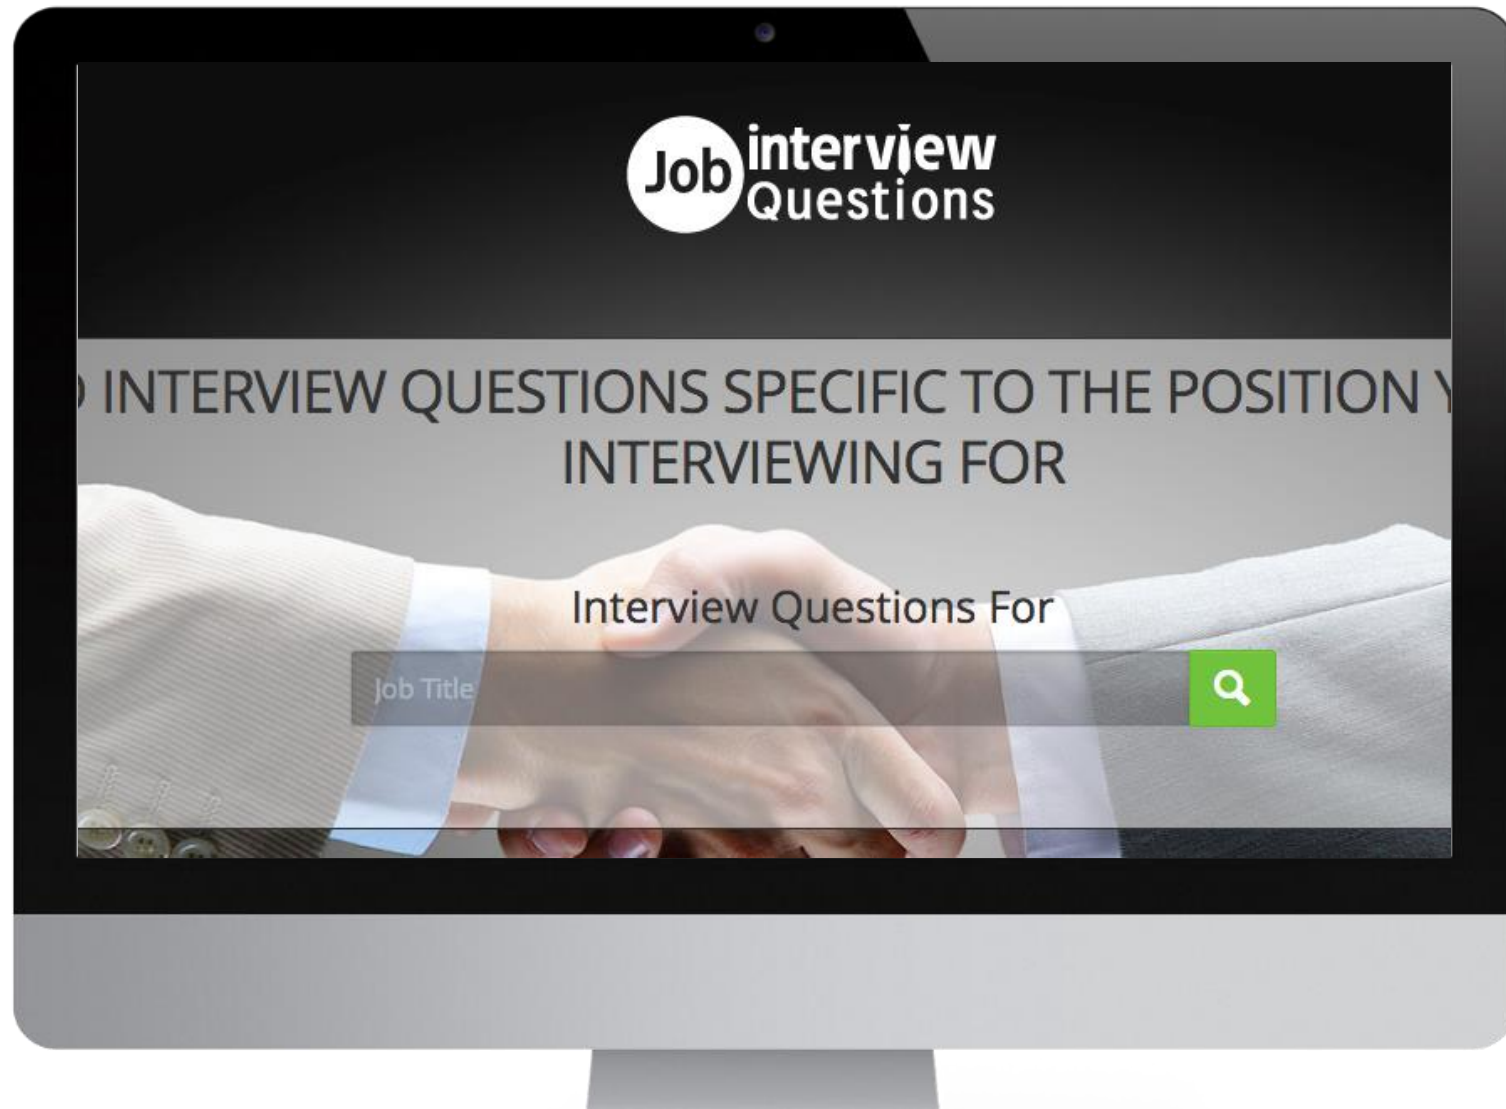 Job interview
Questions
INTERVIEW QUESTIONS SPECIFIC TO THE POSITION
INTERVIEWING FOR
Interview Questions For
Job Title